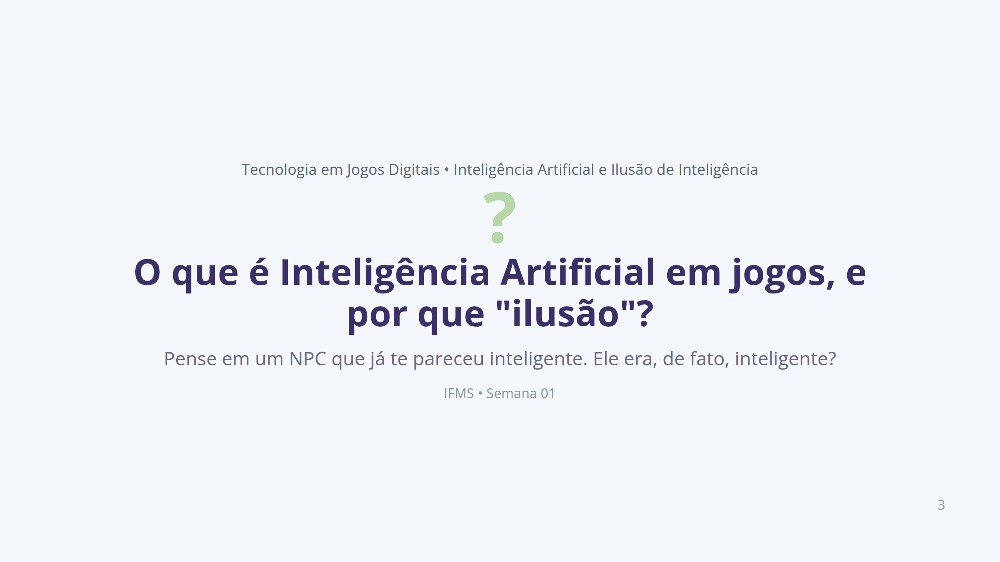 Tecnologia em Jogos Digitais • Inteligência Artificial e Ilusão de Inteligência
?
O que é Inteligência Artificial em jogos, e
por que "ilusão"?
Pense em um NPC que já te pareceu inteligente. Ele era, de fato, inteligente?
IFMS • Semana 01
3